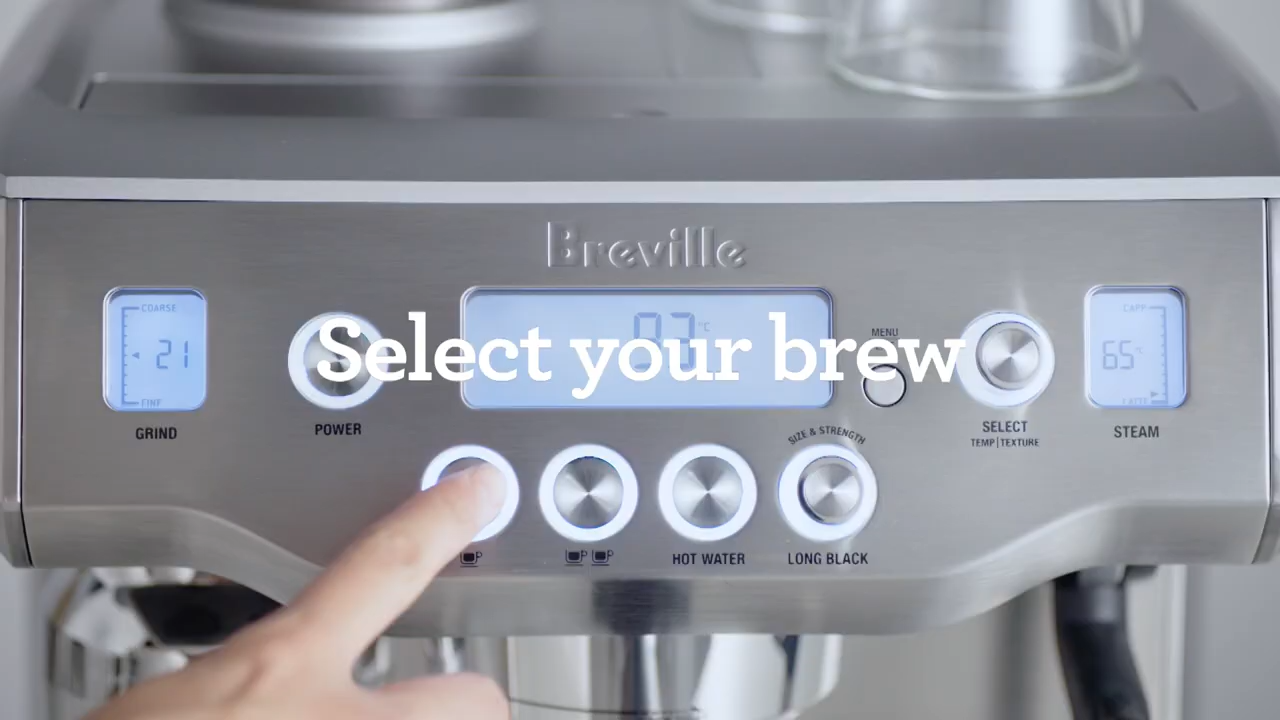 Breville
COARSE
21
FINE
GRIND
POWER
93°C
Select your brew
MENU
SELECT
TEMP|TEXTURE
CAPP
65°C
LATTE
STEAM
SIZE & STRENGTH
HOT WATER
LONG BLACK